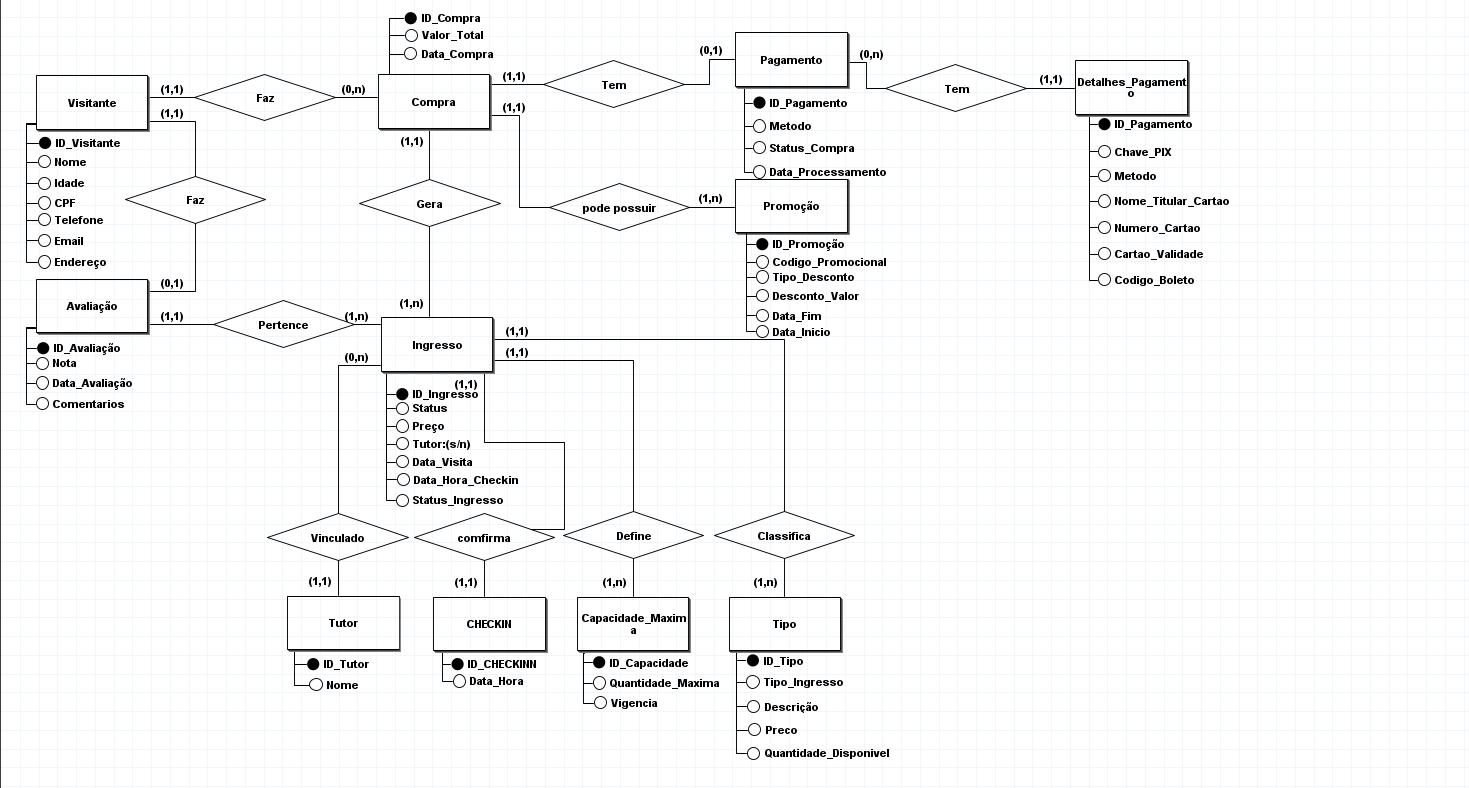 ID_Compra
Valor_Total
Data_Compra
Visitante
(1,1)
Faz
(0,n)
Compra
(1,1)
Tem
(0,1)
Pagamento
(0,n)
Tem
(1,1)
Detalhes_Pagament
o
(1,1)
(1,1)
(1,1)
ID_Visitante
Nome
Idade
CPF
Telefone
Email
Endereço
Faz
Gera
pode possuir
(1,n)
ID_Pagamento
Metodo
Status_Compra
Data_Processamento
Promoção
ID_Promoção
Codigo_Promocional
Tipo_Desconto
Desconto_Valor
Data_Fim
Data_Inicio
ID_Pagamento
Chave_PIX
Metodo
Nome_Titular_Cartao
Numero_Cartao
Cartao_Validade
Codigo_Boleto
(0,1)
Avaliação
(1,1)
Pertence
(1,n)
(1,n)
Ingresso
(1,1)
(1,1)
(0,n)
(1,1)
ID_Avaliação
Nota
Data_Avaliação
Comentarios
ID_Ingresso
Status
Preço
Tutor:(s/n)
Data_Visita
Data_Hora_Checkin
Status_Ingresso
Vinculado
comfirma
Define
Classifica
(1,1)
(1,1)
(1,n)
(1,n)
Tutor
CHECKIN
Capacidade_Maxim
a
Tipo
ID_Tutor
Nome
ID_CHECKINN
Data_Hora
ID_Capacidade
Quantidade_Maxima
Vigencia
ID_Tipo
Tipo_Ingresso
Descrição
Preco
Quantidade_Disponivel